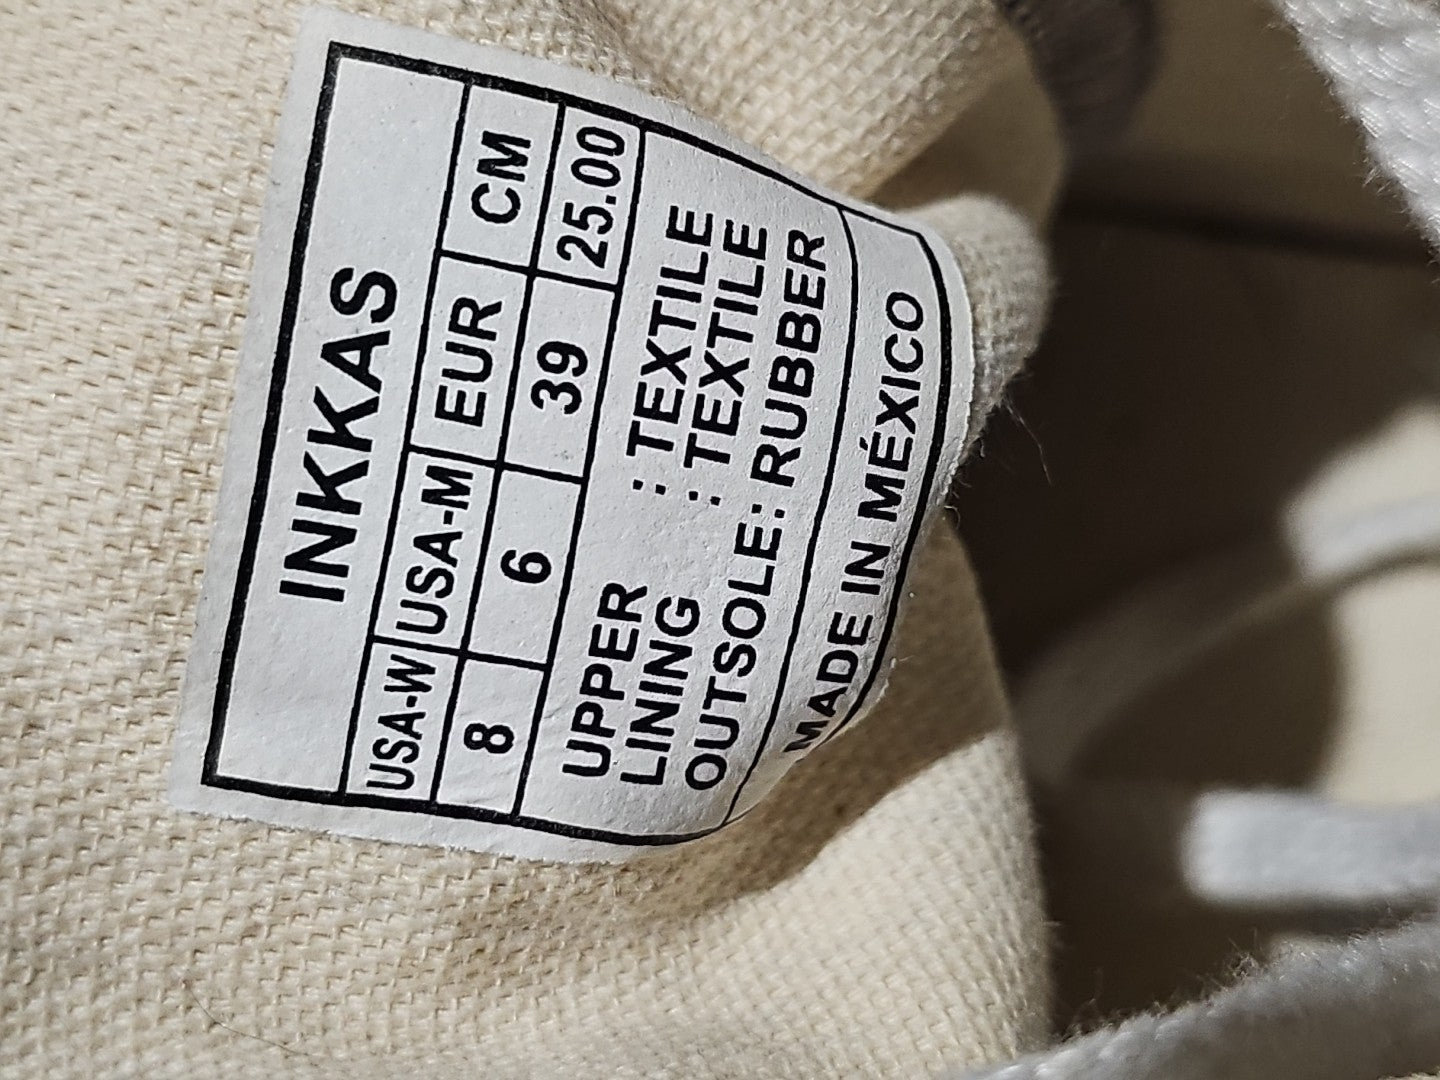 INKKAS
USA-W USA-M EUR CM
8 6 39 25.00
UPPER : TEXTILE
LINING : TEXTILE
OUTSOLE: RUBBER
MADE IN MÉXICO